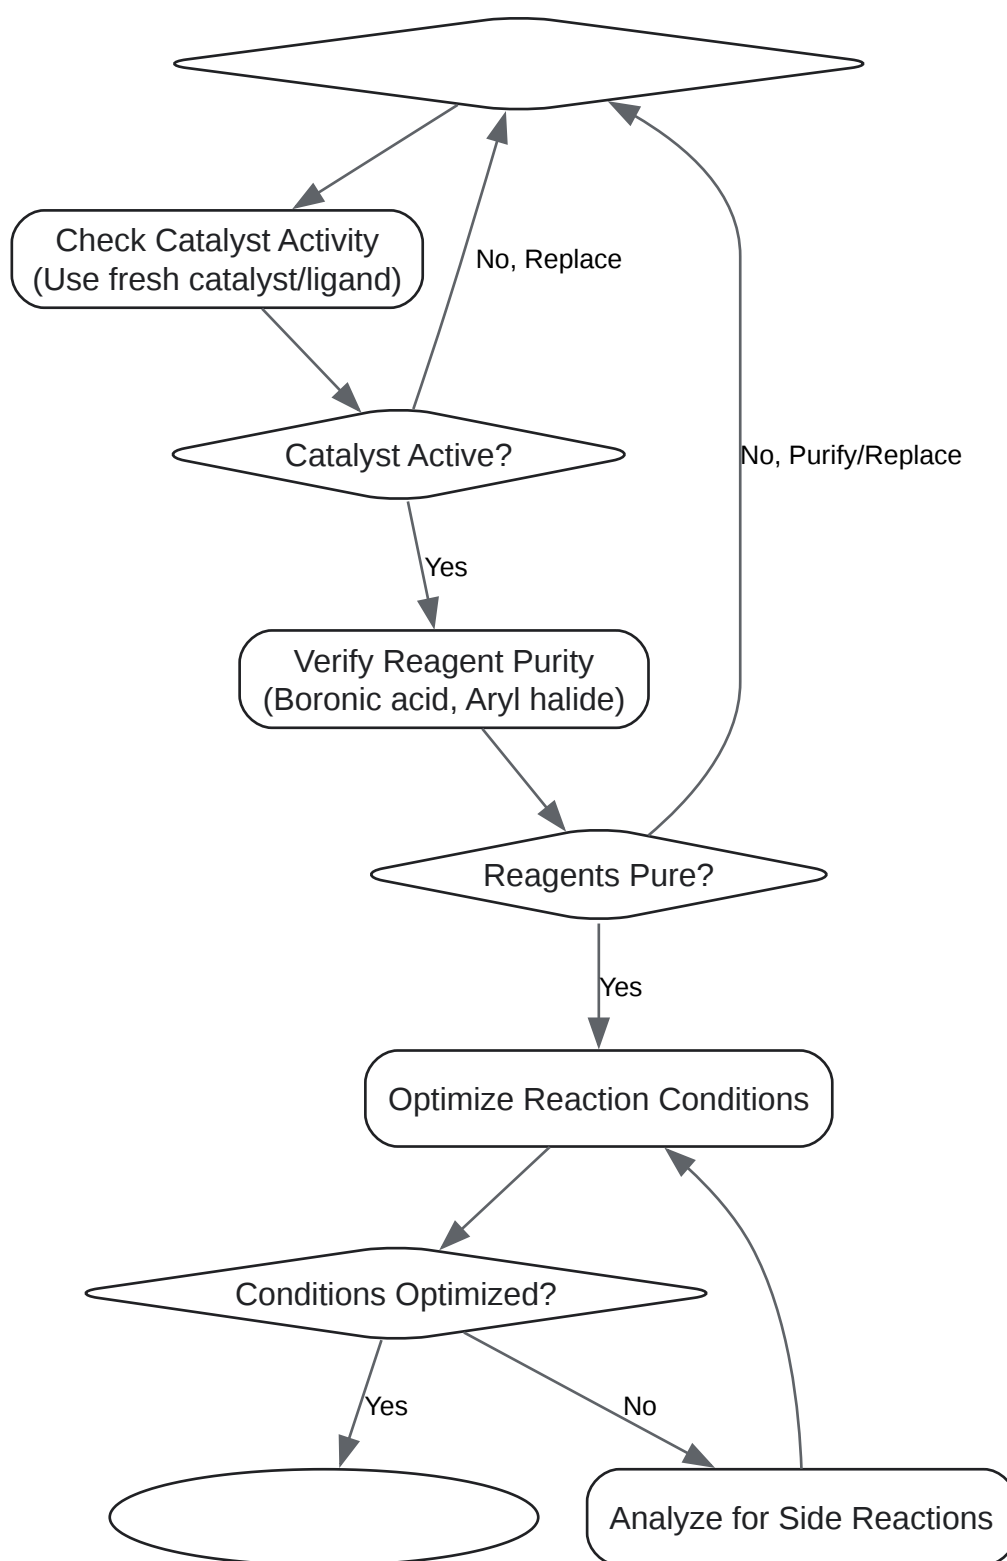 Check Catalyst Activity
(Use fresh catalyst/ligand)
No, Replace
Catalyst Active?
No, Purify/Replace
Yes
Verify Reagent Purity
(Boronic acid, Aryl halide)
Reagents Pure?
Yes
Optimize Reaction Conditions
Conditions Optimized?
Yes
No
Analyze for Side Reactions